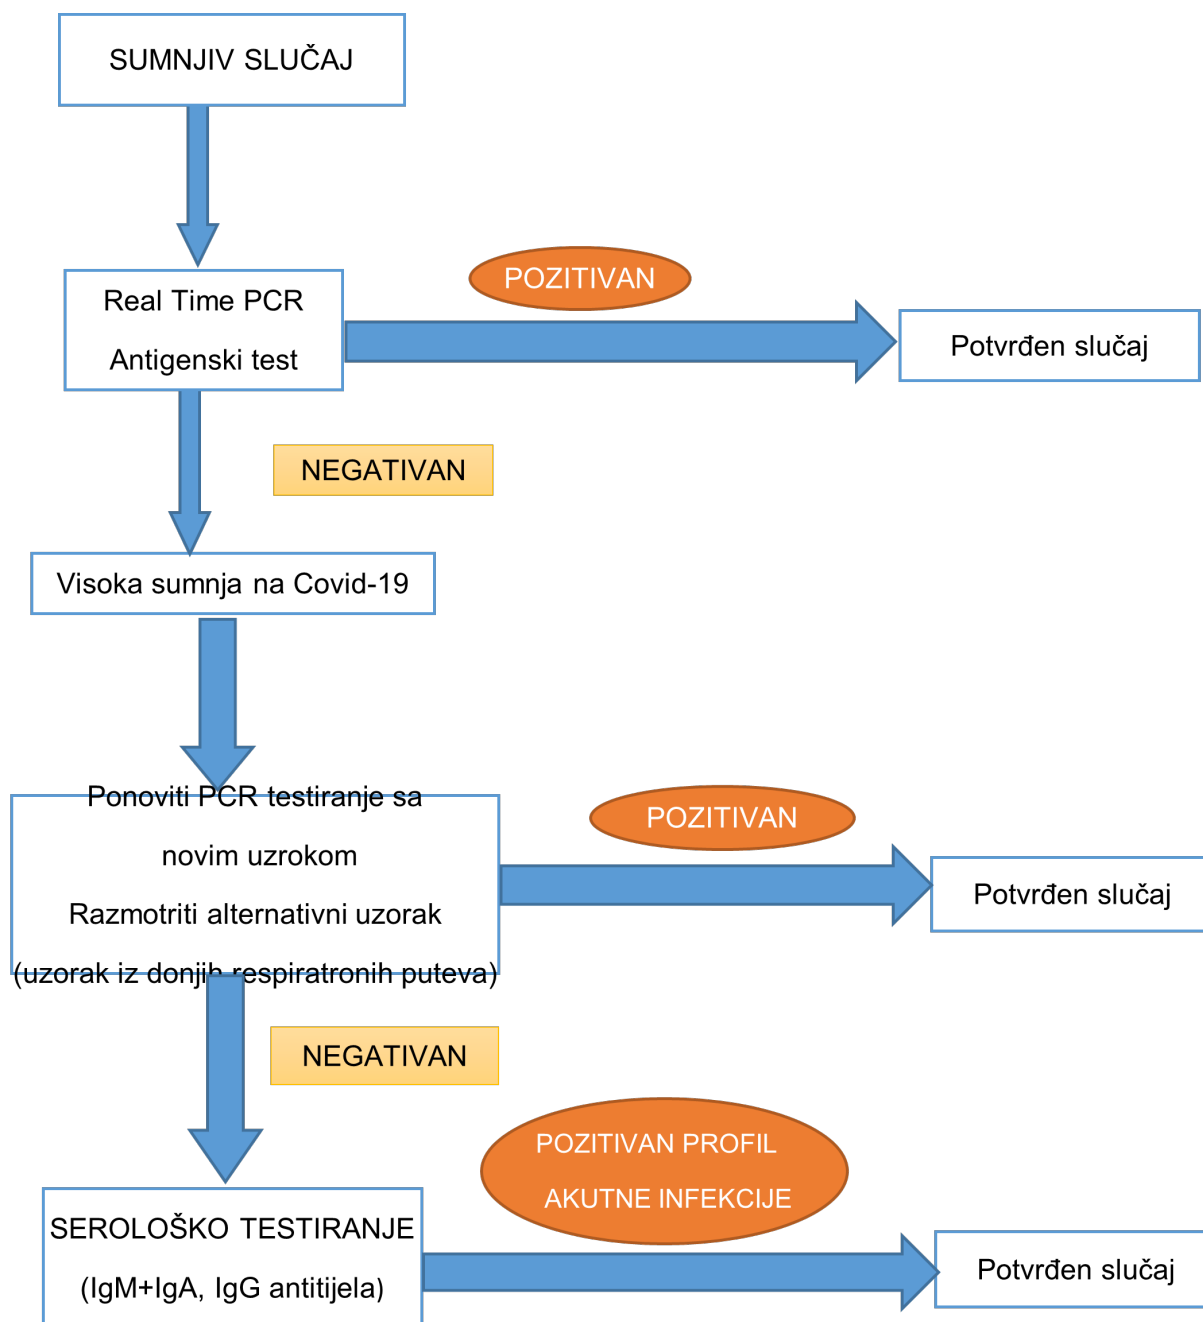 SUMNJIV SLUČAJ
Real Time PCR
Antigenski test
POZITIVAN
Potvrđen slučaj
NEGATIVAN
Visoka sumnja na Covid-19
Ponoviti PCR testiranje sa
novim uzrokom
Razmotriti alternativni uzorak
(uzorak iz donjih respiratronih puteva)
POZITIVAN
Potvrđen slučaj
NEGATIVAN
SEROLOŠKO TESTIRANJE
(IgM+IgA, IgG antitijela)
POZITIVAN PROFIL
AKUTNE INFEKCIJE
Potvrđen slučaj